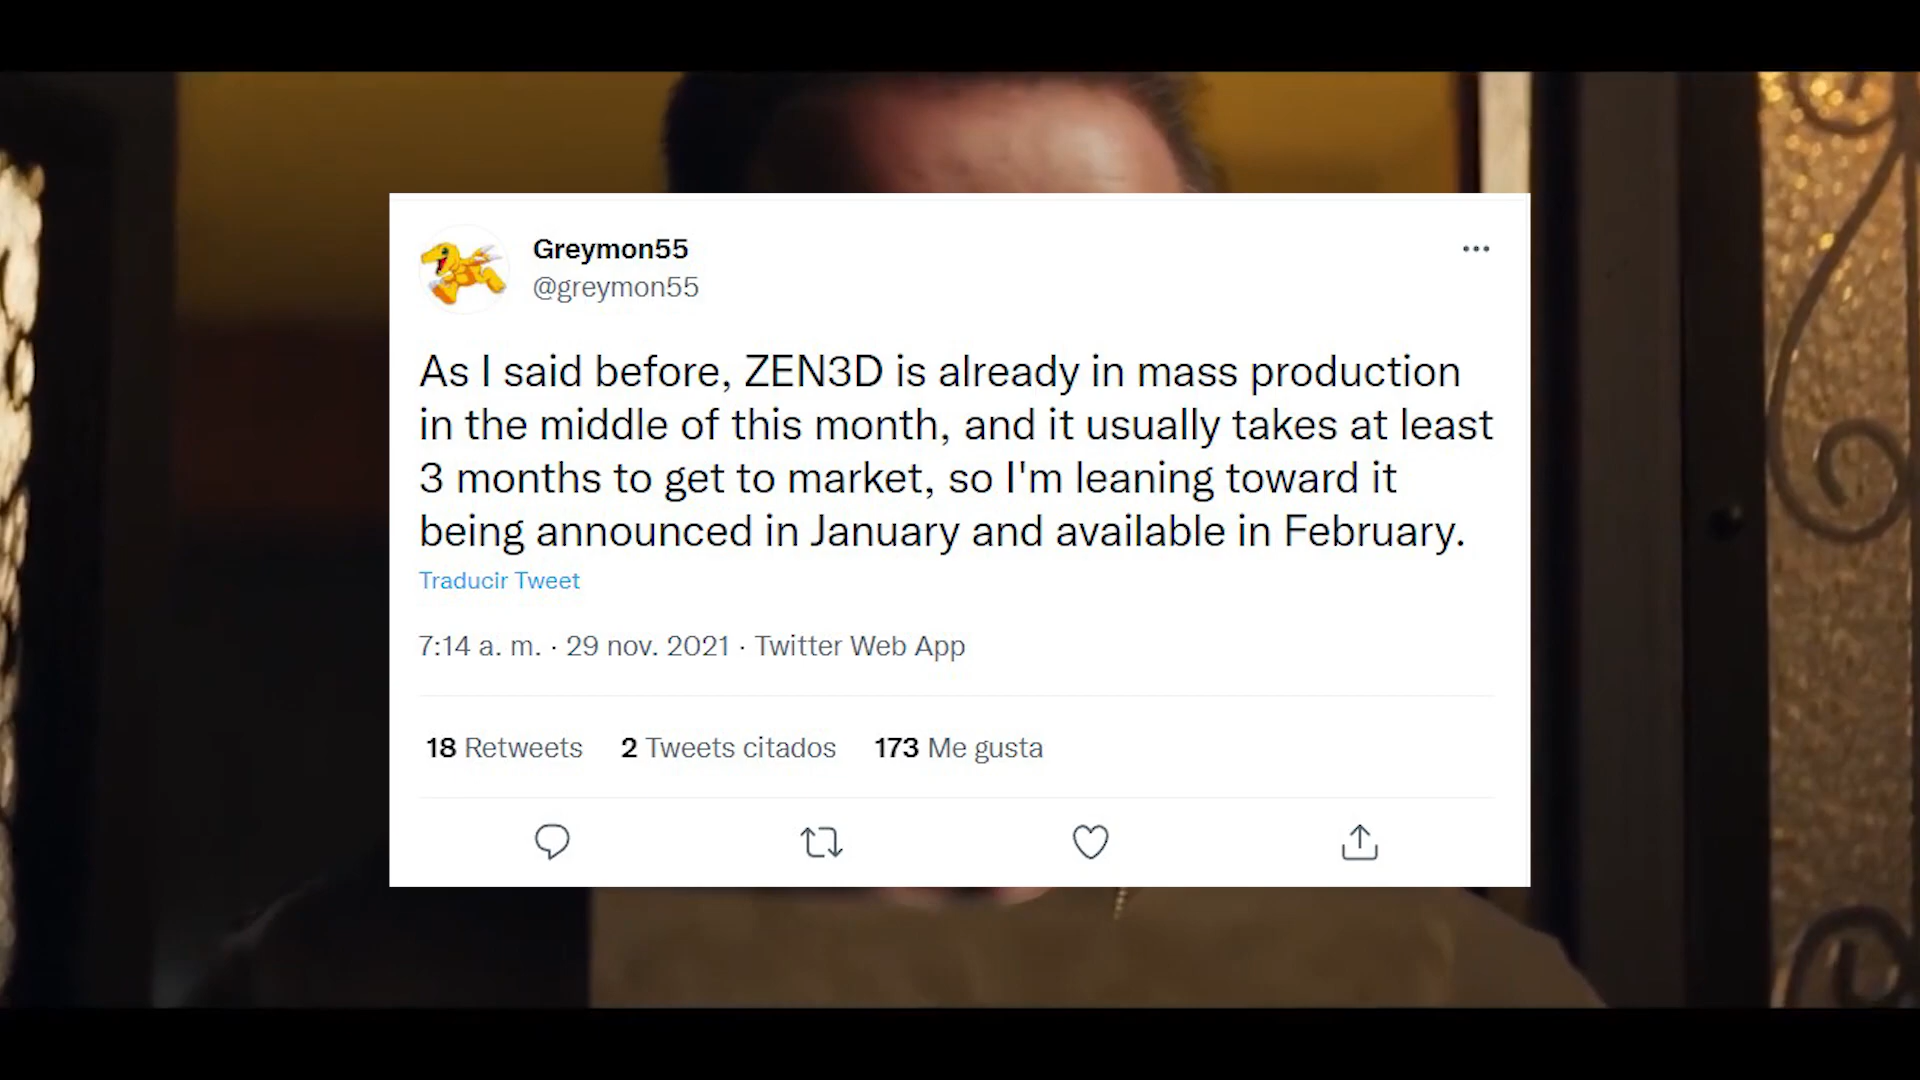 Greymon55
@greymon55
As I said before, ZEN3D is already in mass production
in the middle of this month, and it usually takes at least
3 months to get to market, so I'm leaning toward it
being announced in January and available in February.
Traducir Tweet
7:14 a. m. · 29 nov. 2021 · Twitter Web App
18 Retweets 2 Tweets citados 173 Me gusta